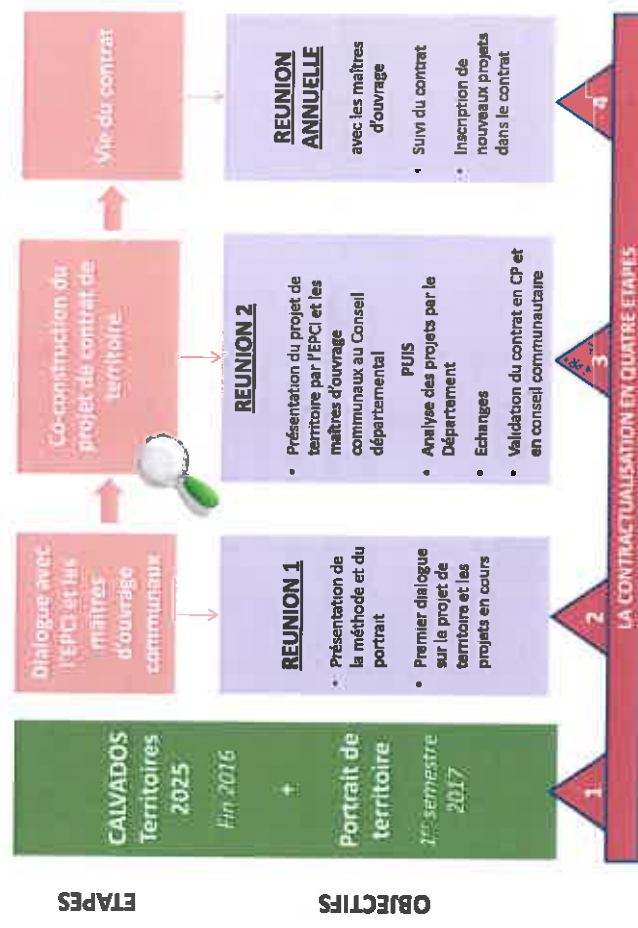 ETAPES
OBJECTIFS
CALVADOS
Territoires
2025
Fin 2016
+
Portrait de
territoire
1er semestre
2017
Dialogue avec
l'EPCI et les
maîtres
d'ouvrage
communaux
REUNION 1
• Présentation de
la méthode et du
portrait
• Premier dialogue
sur le projet de
territoire et les
projets en cours
Co-construction du
projet de contrat de
territoire
REUNION 2
• Présentation du projet de
territoire par l'EPCI et les
maîtres d'ouvrage
communaux au Conseil
départemental
PUIS
• Analyse des projets par le
Département
• Echanges
• Validation du contrat en CP et
en conseil communautaire
Vie du contrat
REUNION
ANNUELLE
avec les maîtres
d'ouvrage
• Suivi du contrat
• Inscription de
nouveaux projets
dans le contrat
1
2
3
4
LA CONTRACTUALISATION EN QUATRE ETAPES